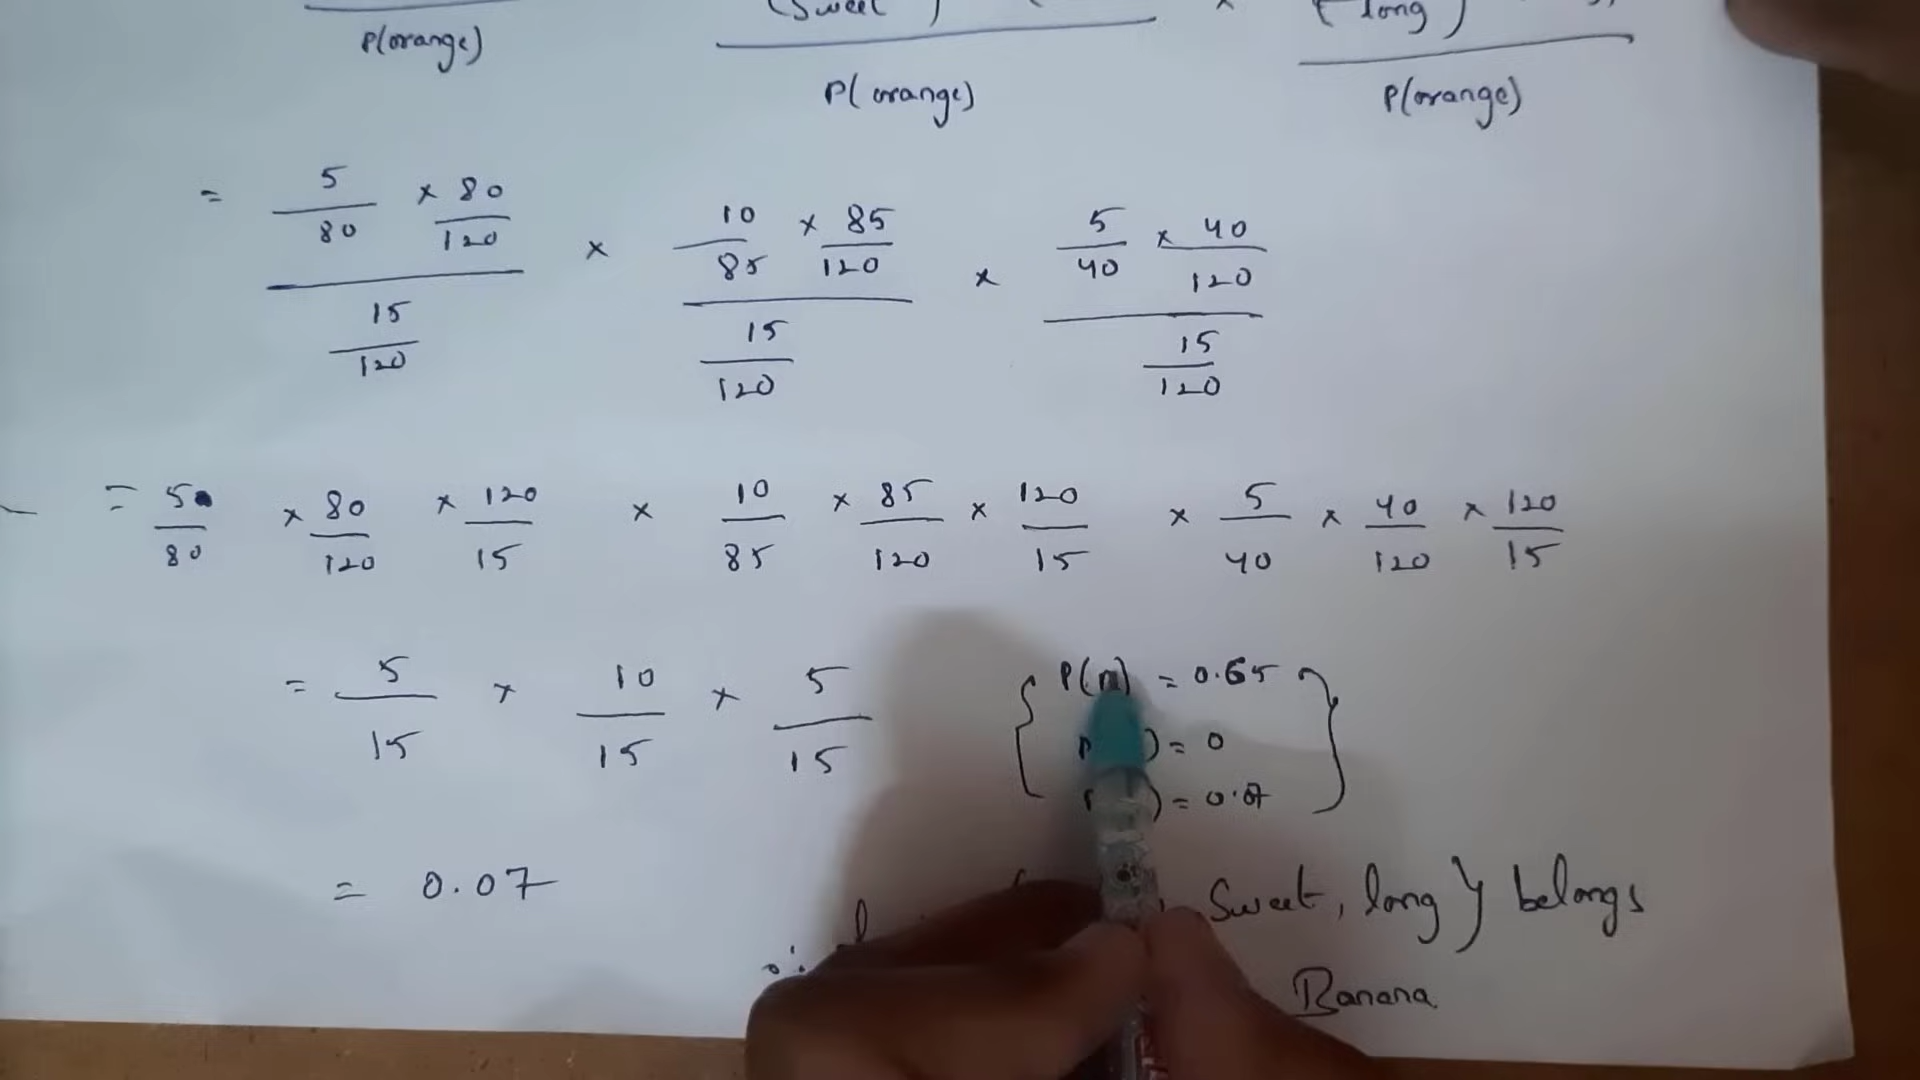 (sweet) × (long)
P(orange) P(orange) P(orange)
= 5/80 × 80/120 / 15/120 × 10/85 × 85/120 / 15/120 × 5/40 × 40/120 / 15/120
= 5/80 × 80/120 × 120/15 × 10/85 × 85/120 × 120/15 × 5/40 × 40/120 × 120/15
= 5/15 × 10/15 × 5/15
{ P( ) = 0.65
) = 0
) = 0.07 }
= 0.07
∴ Sweet, long } belongs
Banana